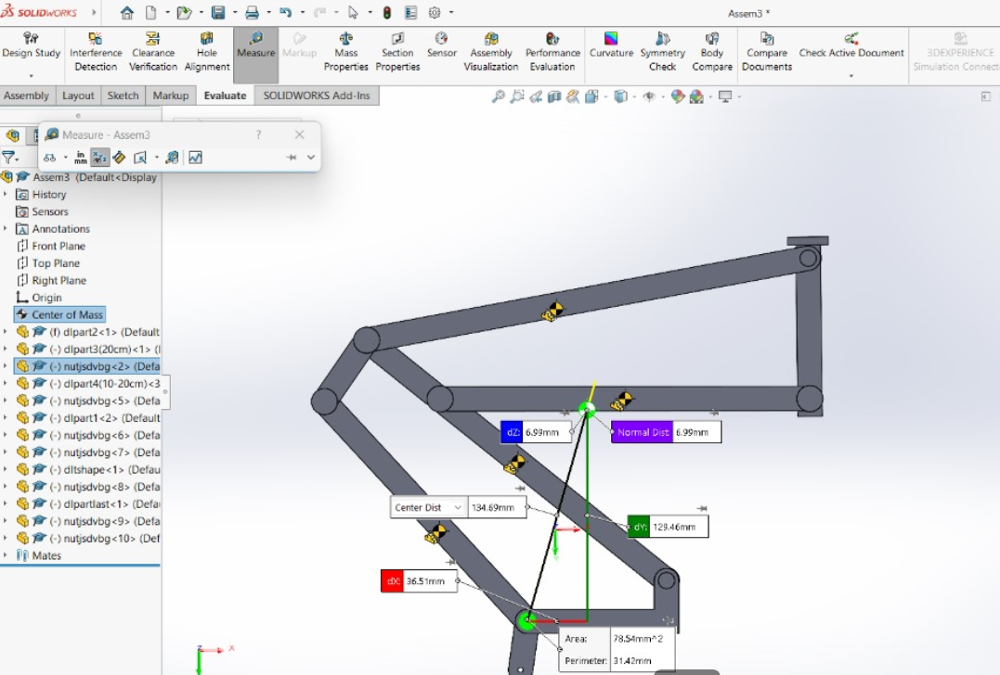 SOLIDWORKS
Assem3 *
Design Study
Interference Detection
Clearance Verification
Hole Alignment
Measure
Markup
Mass Properties
Section Properties
Sensor
Assembly Visualization
Performance Evaluation
Curvature
Symmetry Check
Body Compare
Compare Documents
Check Active Document
3DEXPERIENCE
Simulation Connect
Assembly Layout Sketch Markup Evaluate SOLIDWORKS Add-Ins
Measure - Assem3 ?
in
mm
Assem3 (Default<Display
History
Sensors
Annotations
Front Plane
Top Plane
Right Plane
Origin
Center of Mass
(f) dlpart2<1> (Default
(-) dlpart3(20cm)<1> (
(-) nutjsdvbg<2> (Defa
(-) dlpart4(10-20cm)<3
(-) nutjsdvbg<5> (Defa
(-) dlpart1<2> (Default
(-) nutjsdvbg<6> (Defa
(-) nutjsdvbg<7> (Defa
(-) dltshape<1> (Defau
(-) nutjsdvbg<8> (Defa
(-) dlpartlast<1> (Defau
(-) nutjsdvbg<9> (Defa
(-) nutjsdvbg<10> (Def
Mates
dZ: 6.99mm
Normal Dist: 6.99mm
Center Dist 134.69mm
dY: 129.46mm
dX: 36.51mm
Area: 78.54mm^2
Perimeter: 31.42mm
Z
X